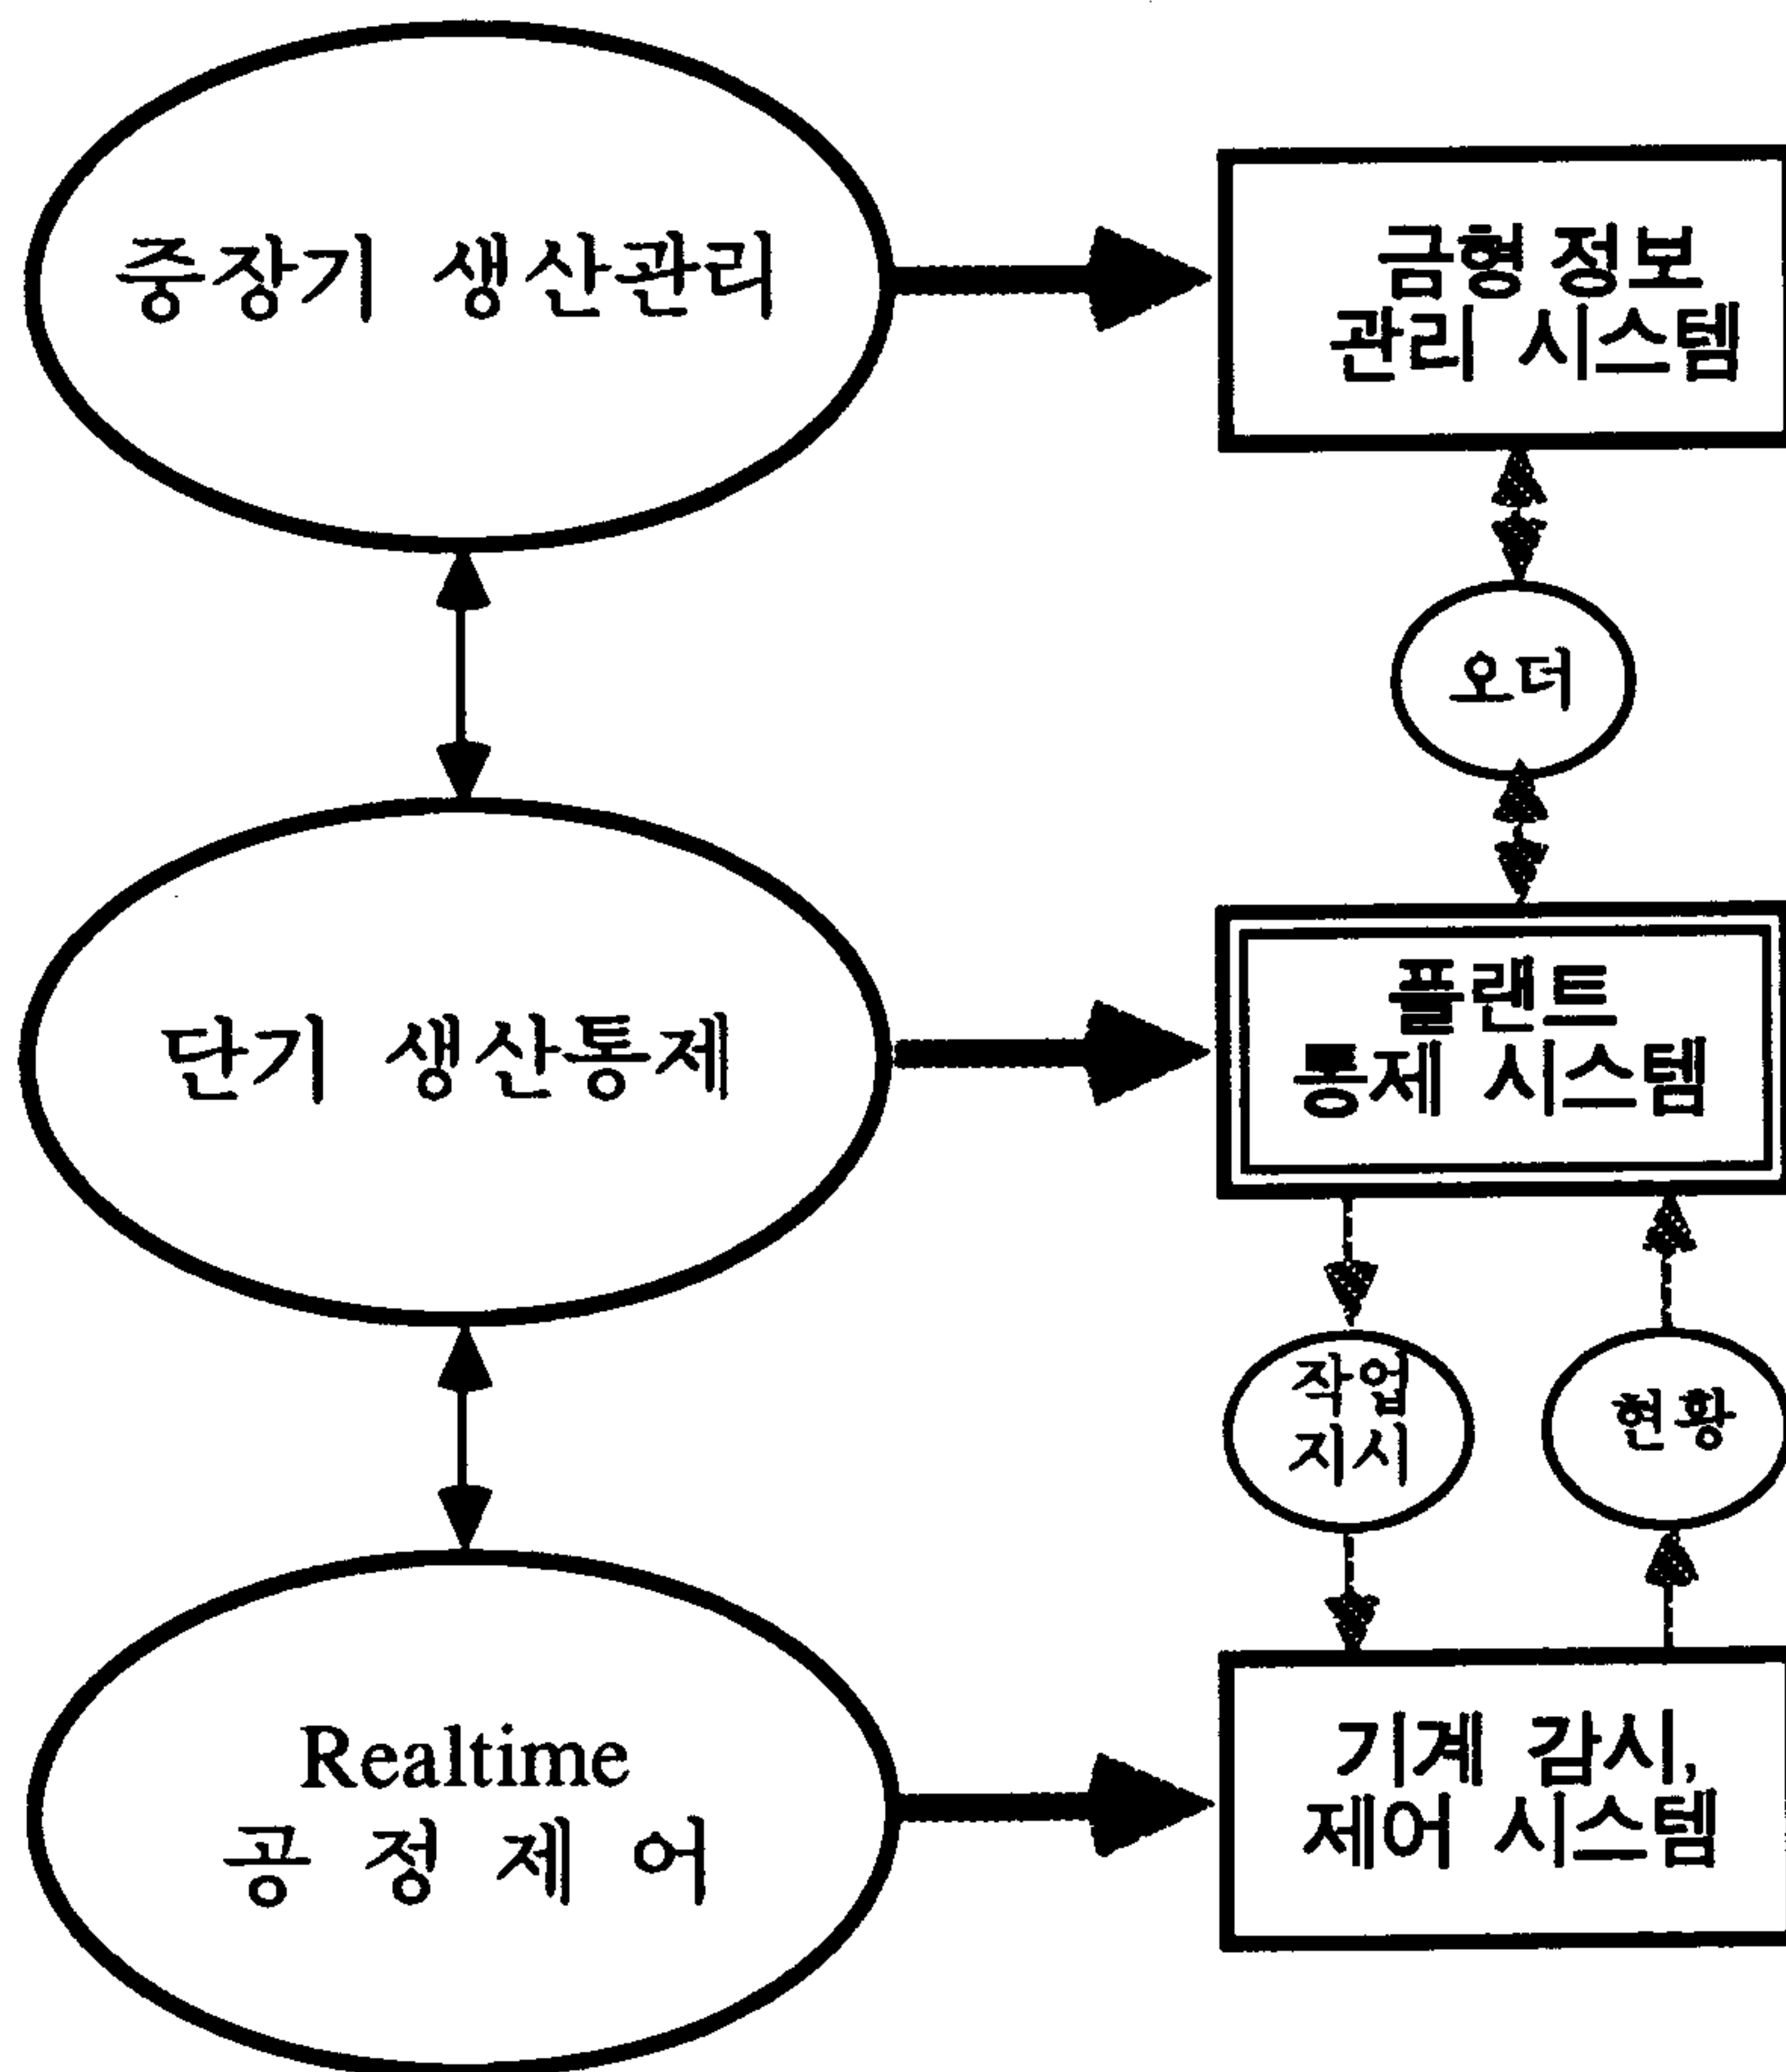 중장기 생산관리
금형 정보
관리 시스템
오더
단기 생산통제
플랜트
통제 시스템
작업
지시
현황
Realtime
공 정 제 어
기계 감시,
제어 시스템